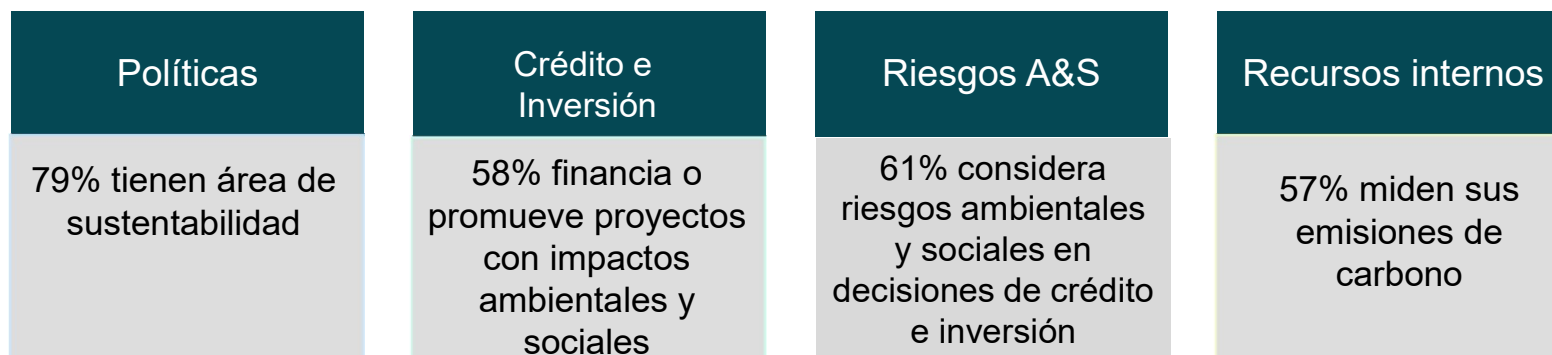 Políticas
79% tienen área de
sustentabilidad
Crédito e
Inversión
58% financia o
promueve proyectos
con impactos
ambientales y
sociales
Riesgos A&S
61% considera
riesgos ambientales
y sociales en
decisiones de crédito
e inversión
Recursos internos
57% miden sus
emisiones de
carbono